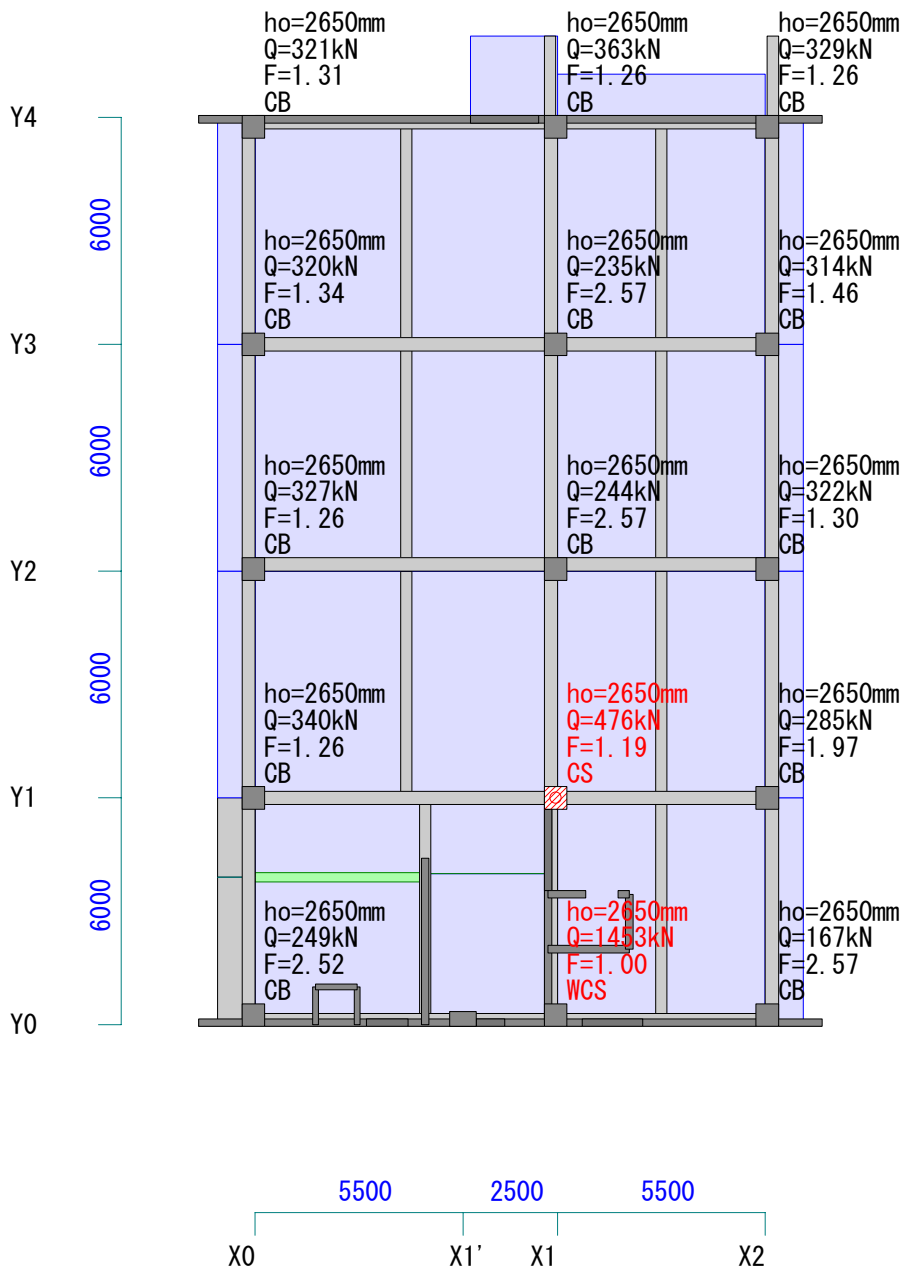 ho=2650mm
Q=321kN
F=1.31
CB
ho=2650mm
Q=363kN
F=1.26
CB
ho=2650mm
Q=329kN
F=1.26
CB
Y4
6000
ho=2650mm
Q=320kN
F=1.34
CB
ho=2650mm
Q=235kN
F=2.57
CB
ho=2650mm
Q=314kN
F=1.46
CB
Y3
6000
ho=2650mm
Q=327kN
F=1.26
CB
ho=2650mm
Q=244kN
F=2.57
CB
ho=2650mm
Q=322kN
F=1.30
CB
Y2
6000
ho=2650mm
Q=340kN
F=1.26
CB
ho=2650mm
Q=476kN
F=1.19
CS
ho=2650mm
Q=285kN
F=1.97
CB
Y1
6000
ho=2650mm
Q=249kN
F=2.52
CB
ho=2650mm
Q=1453kN
F=1.00
WCS
ho=2650mm
Q=167kN
F=2.57
CB
Y0
5500
2500
5500
X0
X1'
X1
X2